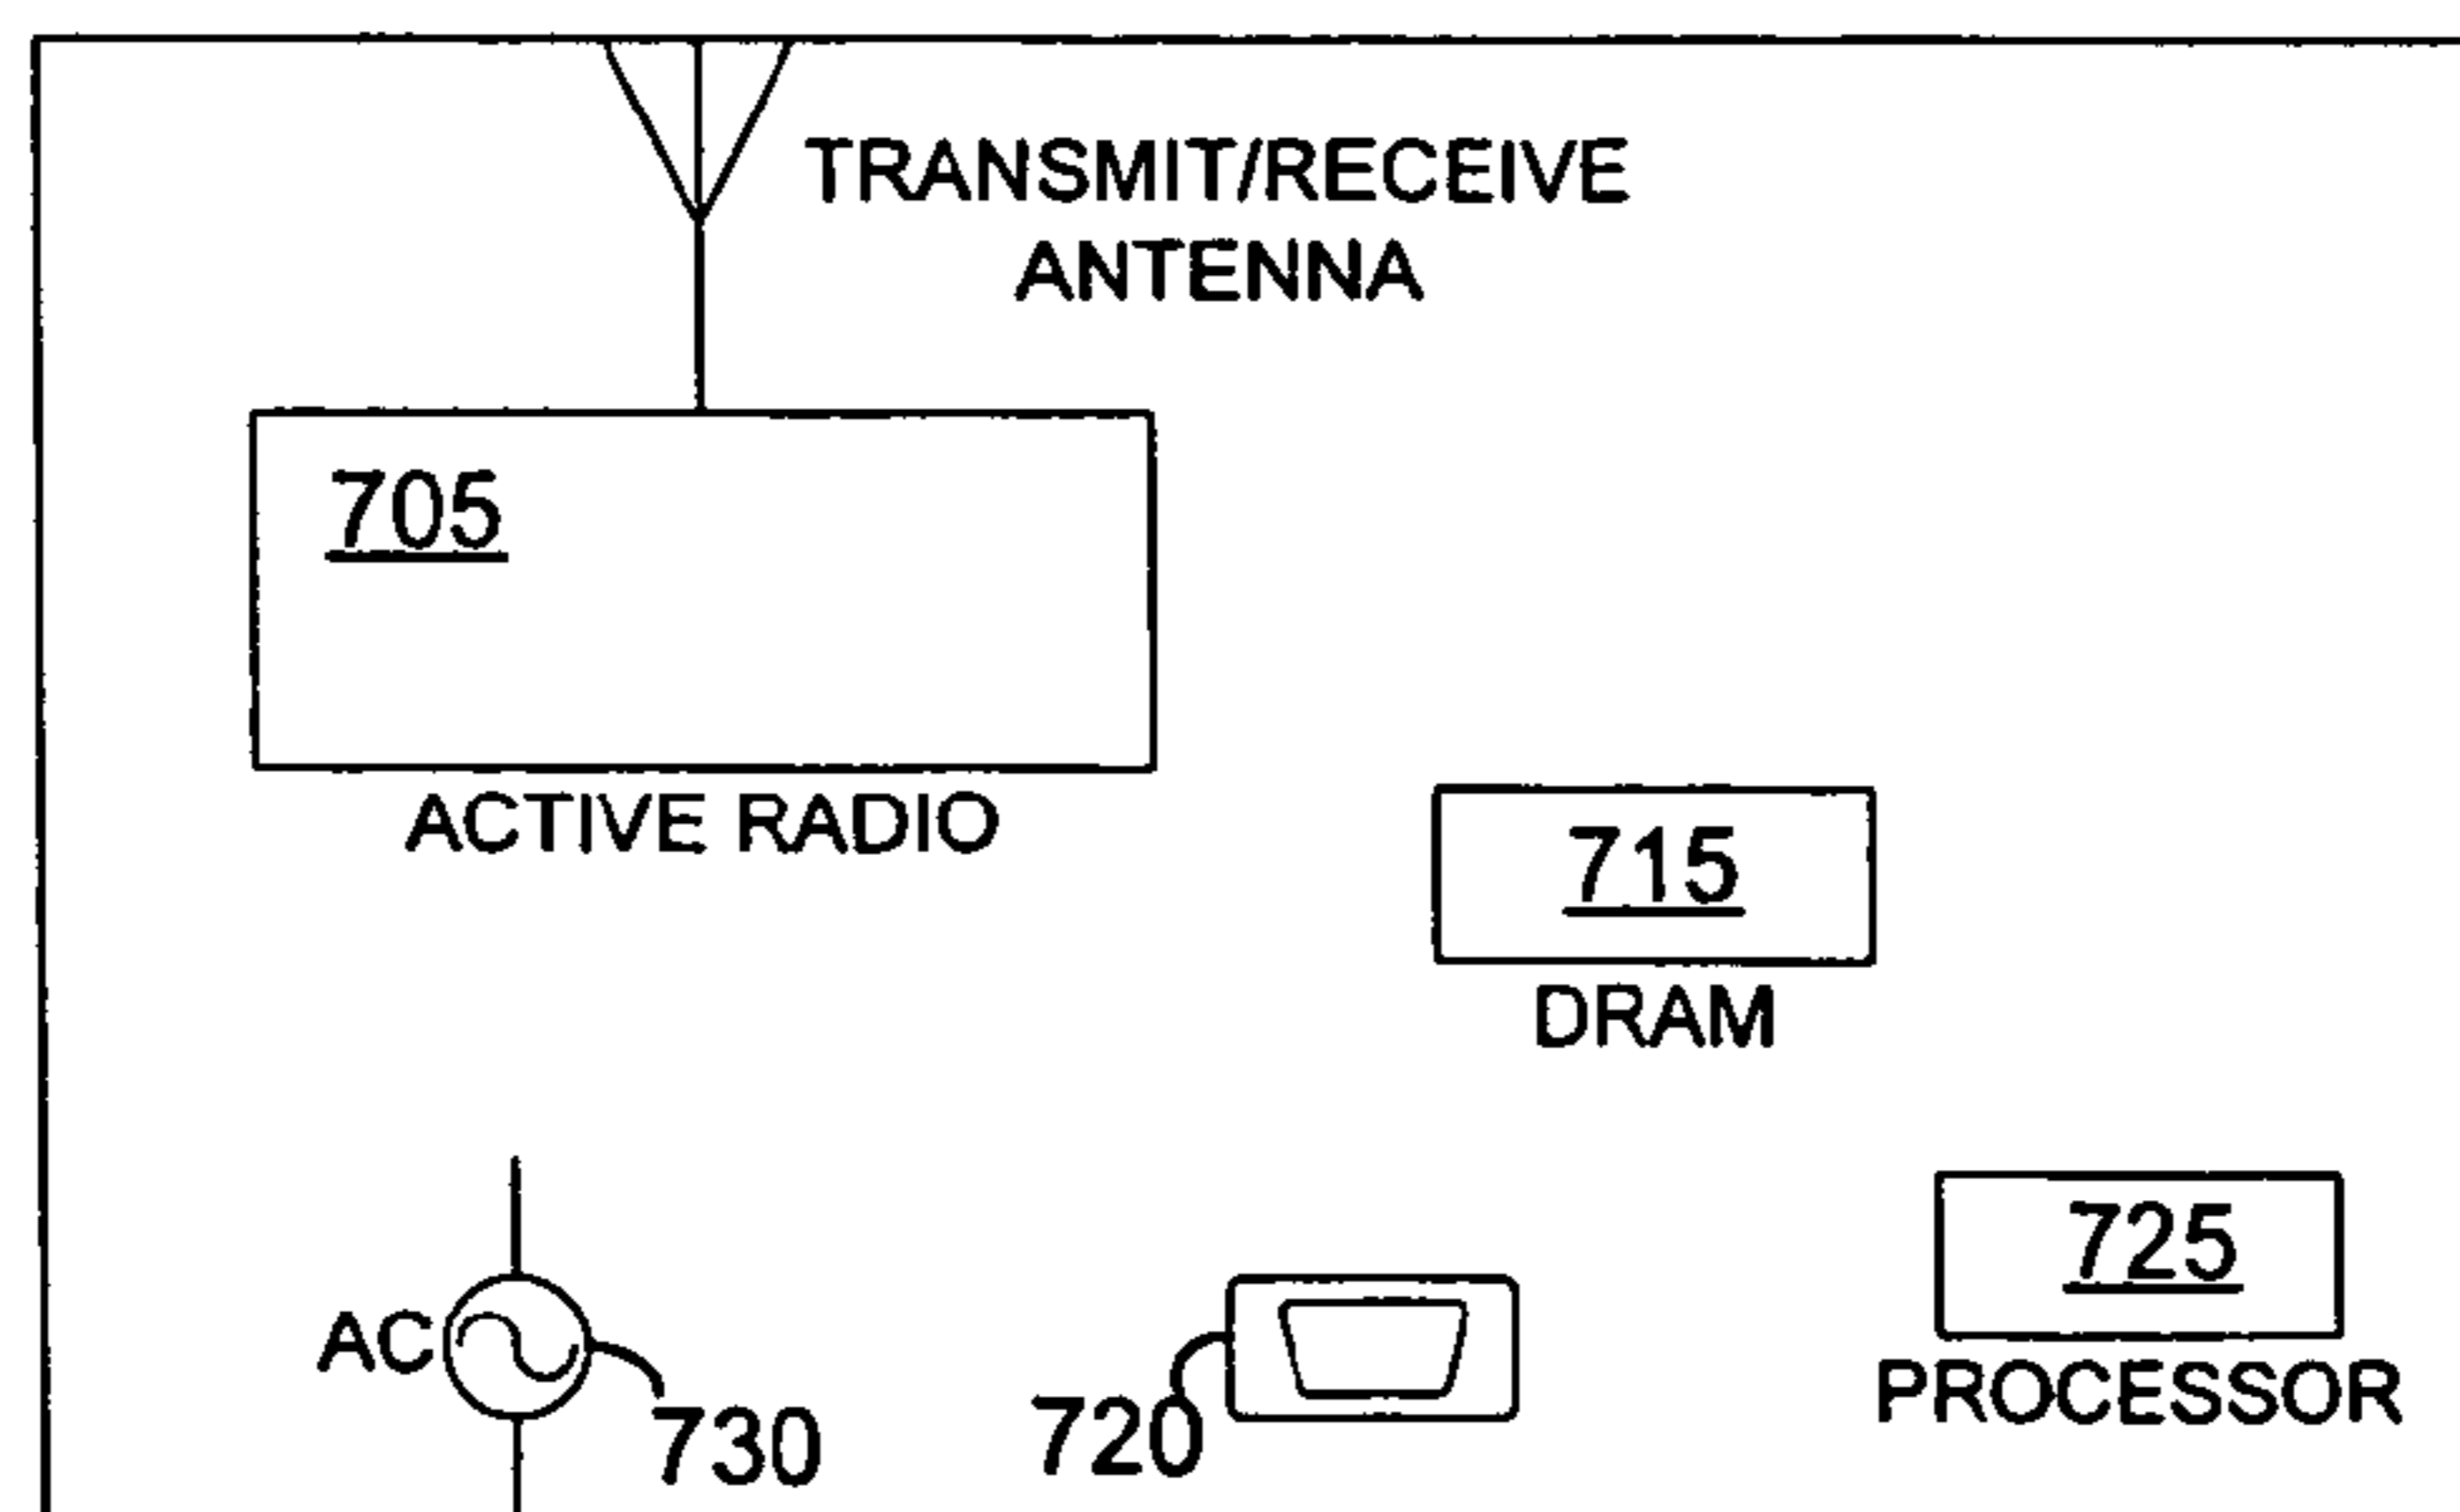 TRANSMIT/RECEIVE
ANTENNA
705
ACTIVE RADIO
715
DRAM
725
PROCESSOR
AC
730
720